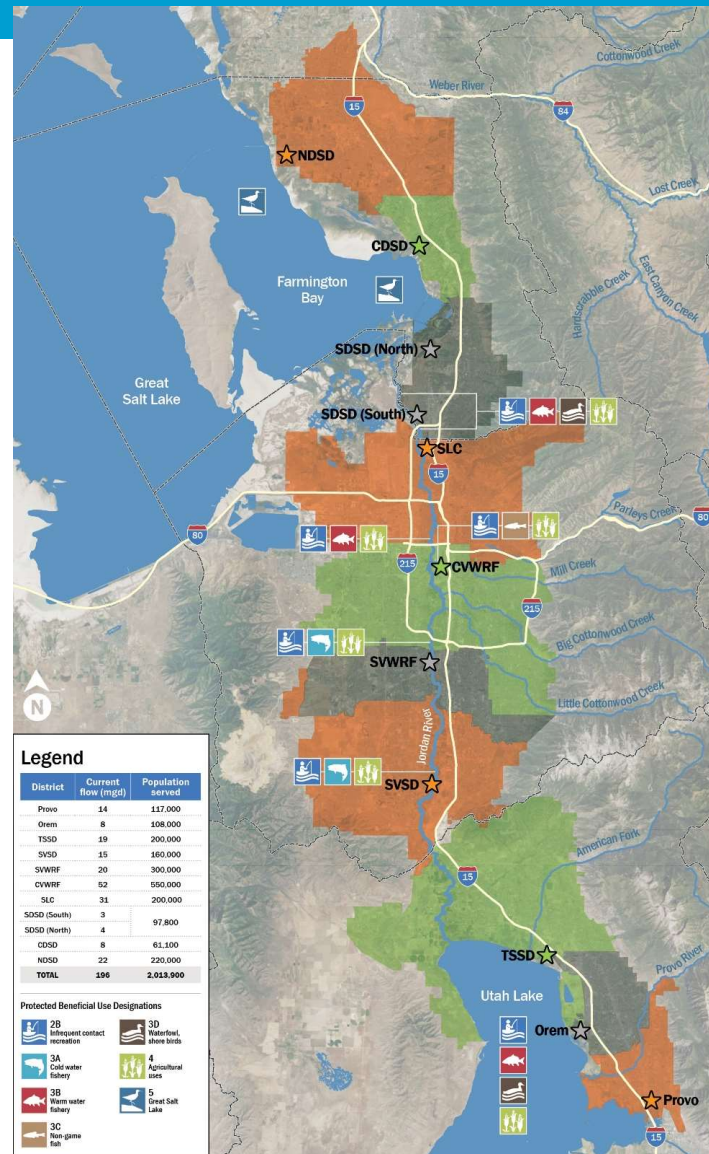 Cottonwood Creek
Weber River
15
84
NDSD
Lost Creek
CDSD
East Canyon Creek
Hardscrabble Creek
Farmington
Bay
SDSD (North)
Great
Salt Lake
SDSD (South)
SLC
15
Parleys Creek
80
80
CVWRF
215
Mill Creek
215
Big Cottonwood Creek
SVWRF
Little Cottonwood Creek
N
Jordan River
SVSD
American Fork
15
TSSD
Provo River
Utah Lake
Orem
Provo
15
Legend
District Current flow (mgd) Population served
Provo 14 117,000
Orem 8 108,000
TSSD 19 200,000
SVSD 15 160,000
SVWRF 20 300,000
CVWRF 52 550,000
SLC 31 200,000
SDSD (South) 3 97,800
SDSD (North) 4
CDSD 8 61,100
NDSD 22 220,000
TOTAL 196 2,013,900
Protected Beneficial Use Designations
2B
Infrequent contact
recreation
3A
Cold water
fishery
3B
Warm water
fishery
3C
Non-game
fish
3D
Waterfowl,
shore birds
4
Agricultural
uses
5
Great Salt
Lake